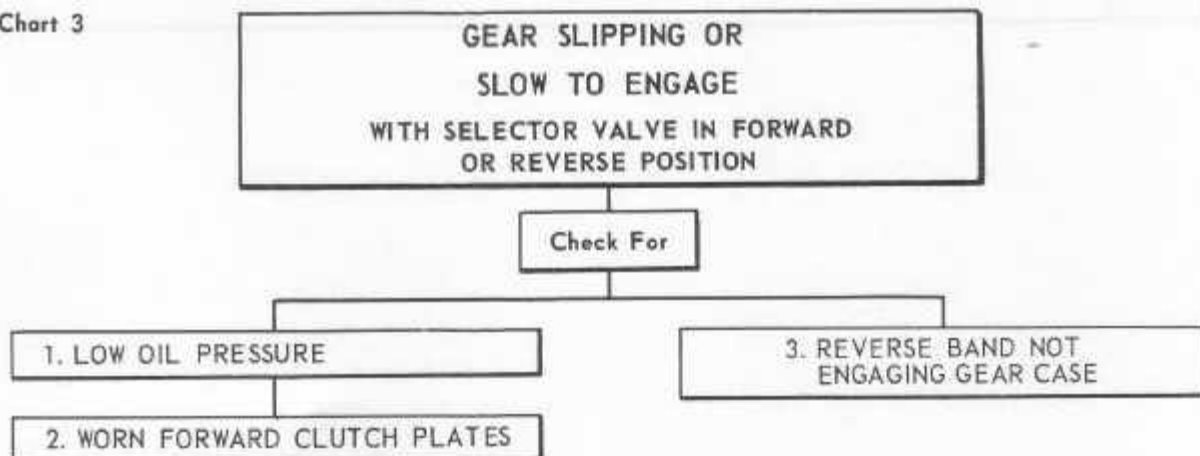 Chart 3
GEAR SLIPPING OR
SLOW TO ENGAGE
WITH SELECTOR VALVE IN FORWARD
OR REVERSE POSITION
Check For
1. LOW OIL PRESSURE
2. WORN FORWARD CLUTCH PLATES
3. REVERSE BAND NOT
ENGAGING GEAR CASE